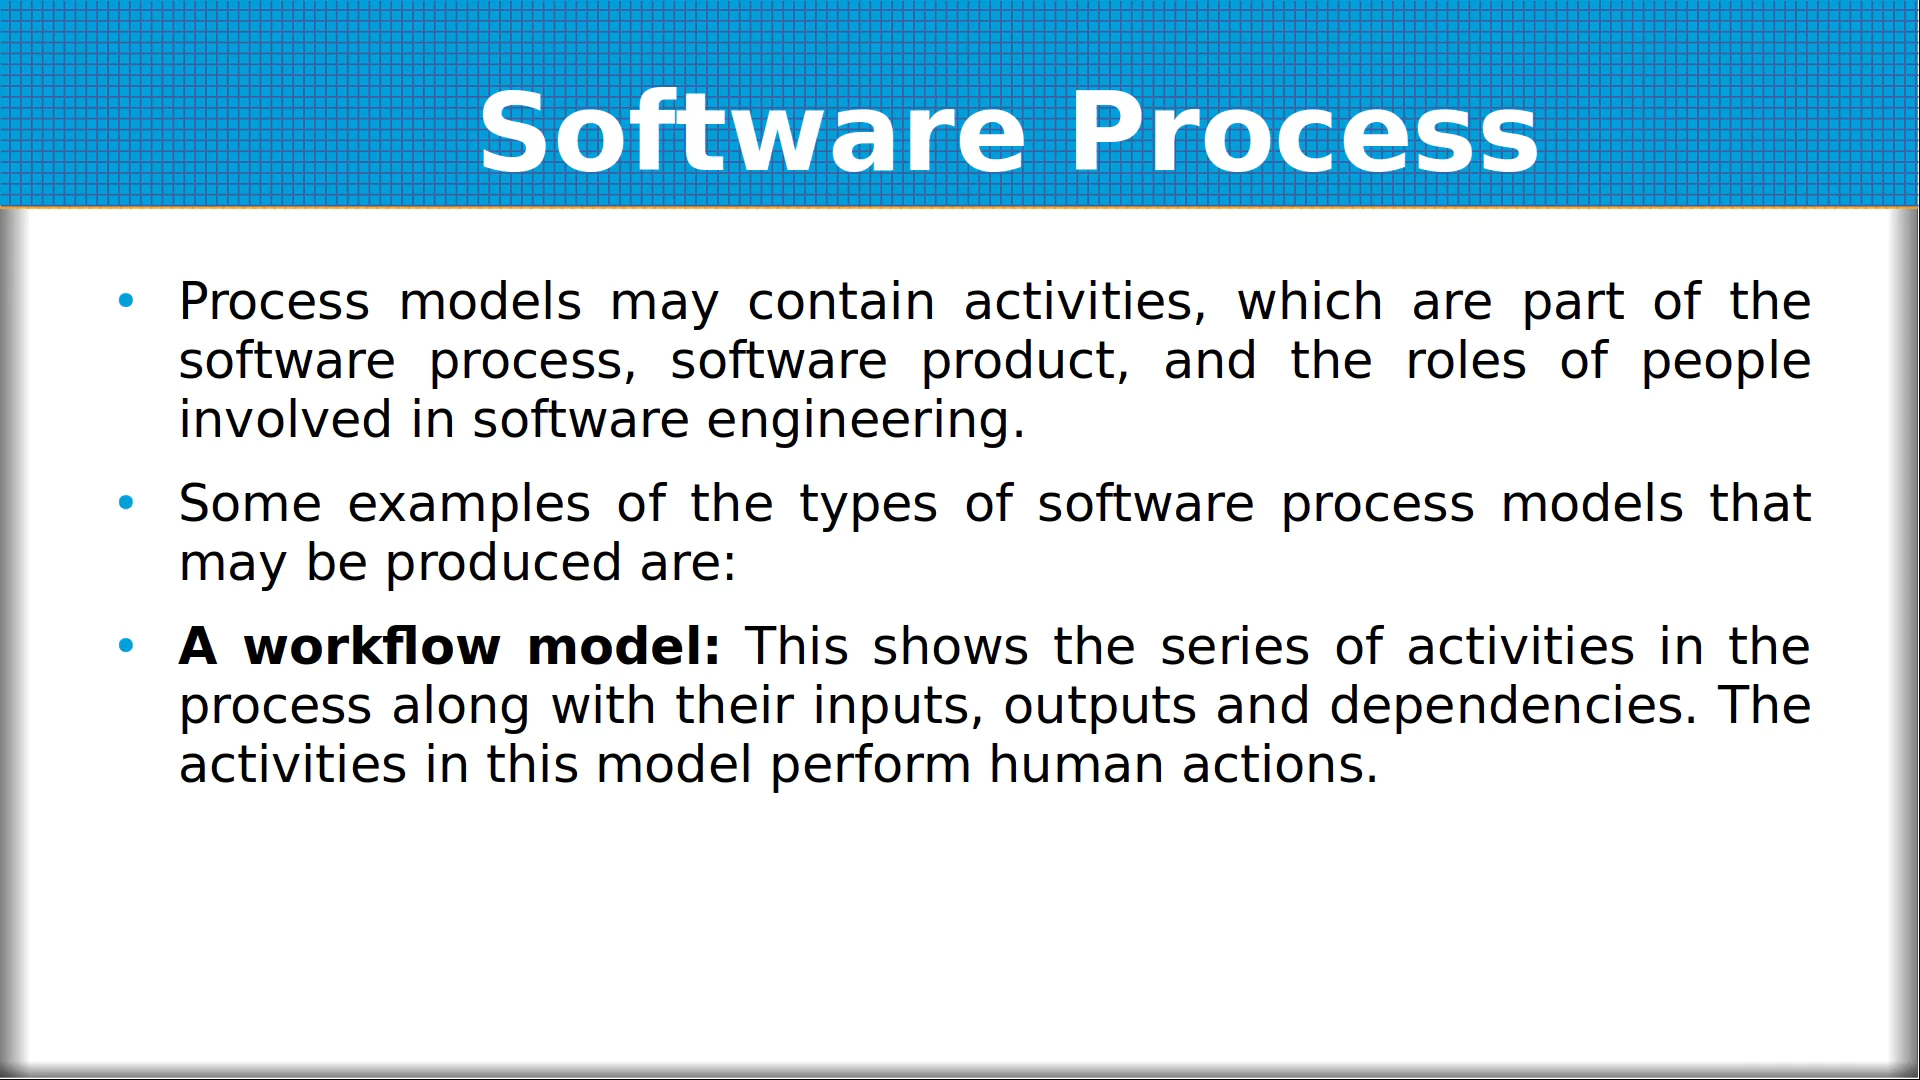 Software Process
• Process models may contain activities, which are part of the
software process, software product, and the roles of people
involved in software engineering.
• Some examples of the types of software process models that
may be produced are:
• A workflow model: This shows the series of activities in the
process along with their inputs, outputs and dependencies. The
activities in this model perform human actions.